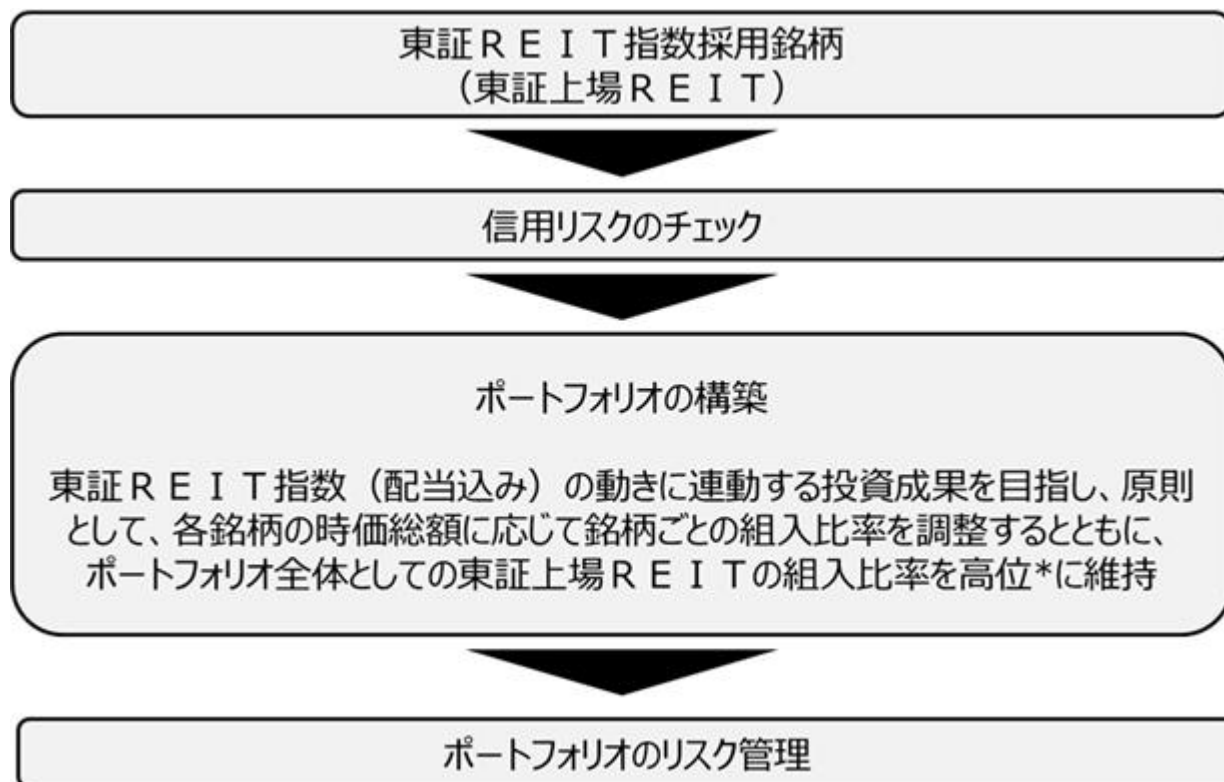 東証ＲＥＩＴ指数採用銘柄
（東証上場ＲＥＩＴ）
信用リスクのチェック
ポートフォリオの構築
東証ＲＥＩＴ指数（配当込み）の動きに連動する投資成果を目指し、原則
として、各銘柄の時価総額に応じて銘柄ごとの組入比率を調整するとともに、
ポートフォリオ全体としての東証上場ＲＥＩＴの組入比率を高位*に維持
ポートフォリオのリスク管理